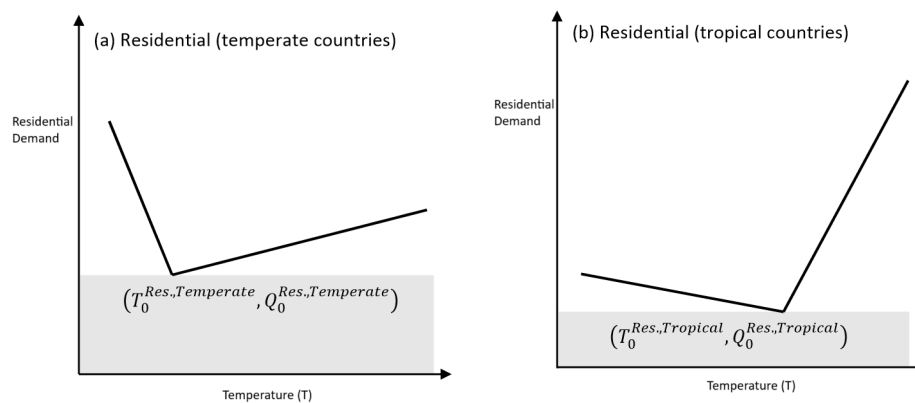 (a) Residential (temperate countries)
Residential
Demand
(T_0^{Res.,Temperate}, Q_0^{Res.,Temperate})
Temperature (T)
(b) Residential (tropical countries)
Residential
Demand
(T_0^{Res.,Tropical}, Q_0^{Res.,Tropical})
Temperature (T)